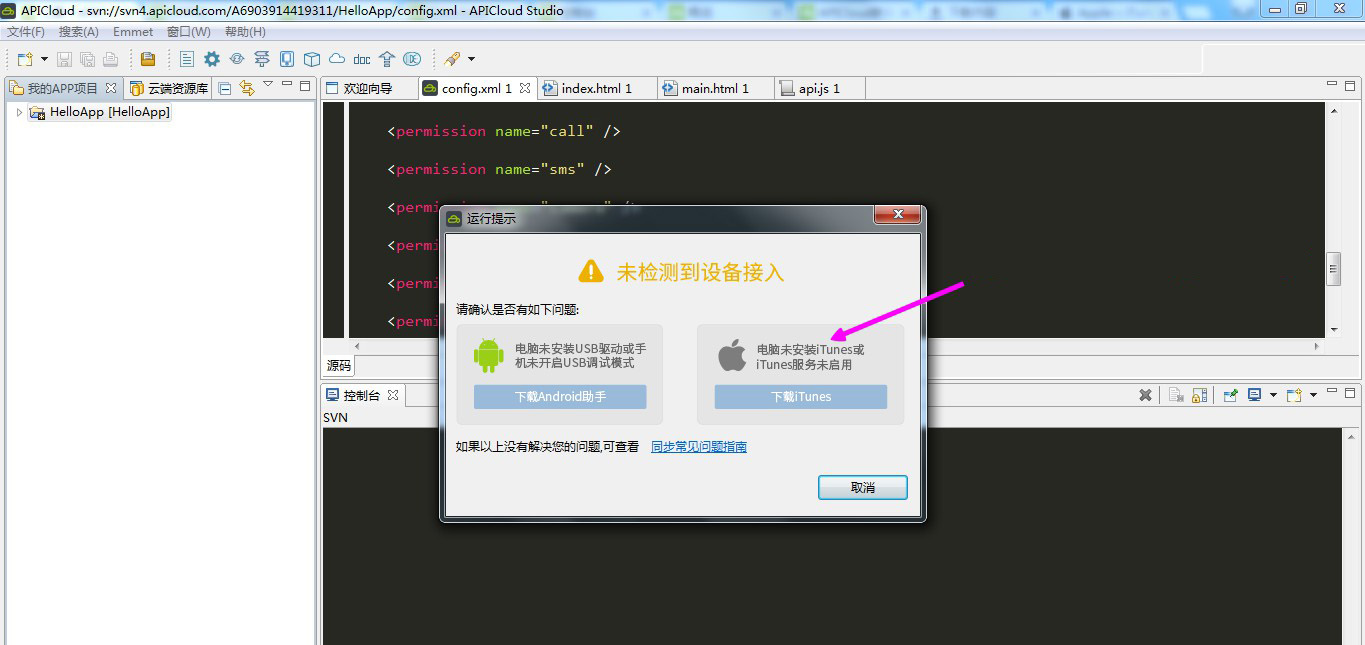 APICloud - svn://svn4.apicloud.com/A6903914419311/HelloApp/config.xml - APICloud Studio
文件(F) 搜索(A) Emmet 窗口(W) 帮助(H)
doc
我的APP项目 云端资源库 欢迎向导 config.xml 1 index.html 1 main.html 1 api.js 1
HelloApp [HelloApp]
<permission name="call" />
<permission name="sms" />
<permi
<permi
<permi
<permi
运行提示
未检测到设备接入
请确认是否有如下问题:
电脑未安装USB驱动或手
机未开启USB调试模式
下载Android助手
电脑未安装iTunes或
iTunes服务未启用
下载iTunes
如果以上没有解决您的问题,可查看 同步常见问题指南
取消
源码
控制台
SVN